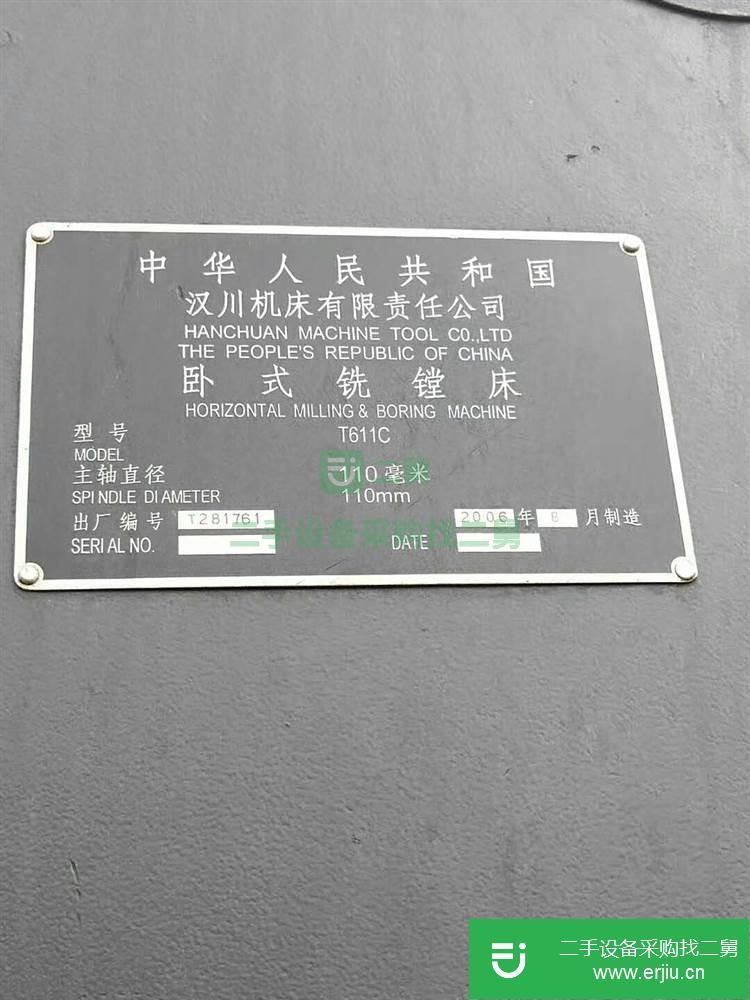 中华人民共和国
汉川机床有限责任公司
HANCHUAN MACHINE TOOL CO.,LTD
THE PEOPLE'S REPUBLIC OF CHINA
卧式铣镗床
HORIZONTAL MILLING & BORING MACHINE
型号 T611C
MODEL
主轴直径 110毫米
SPINDLE DIAMETER 110mm
出厂编号 T281761 2006年 月制造
SERIAL NO. DATE
二舅
二手设备采购找二舅
二手设备采购找二舅
www.erjiu.cn